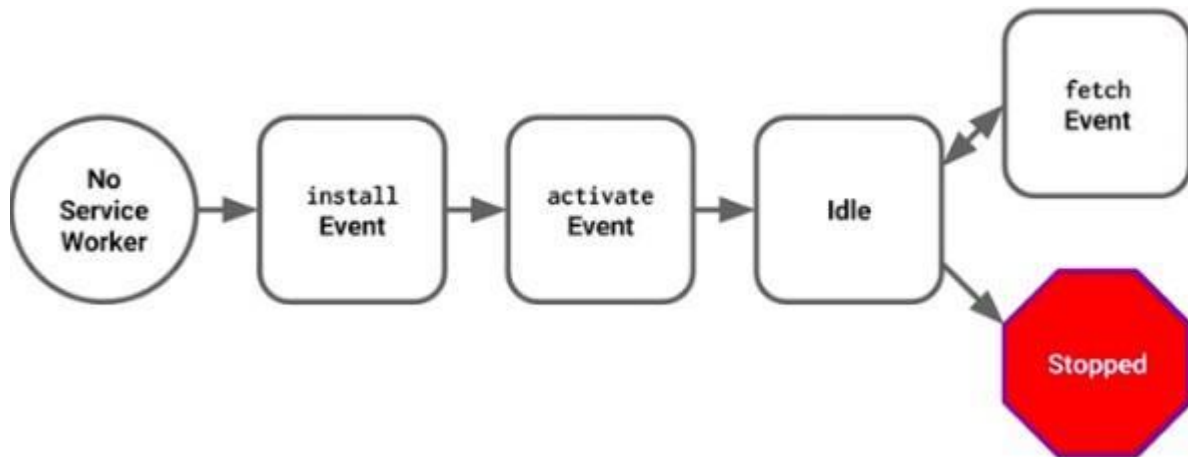 No
Service
Worker
install
Event
activate
Event
Idle
fetch
Event
Stopped